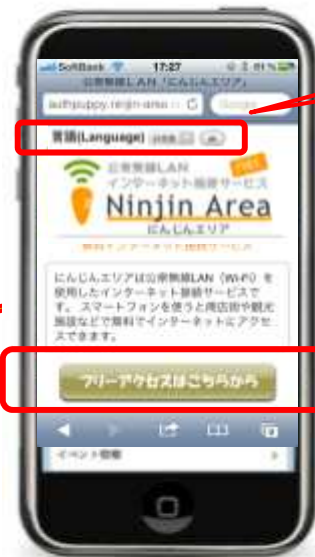 SoftBank 17:27
公衆無線LAN「にんじんエリア」
authpuppy.ninjin-area
Google
言語(Language) 日本語
公衆無線LAN
FREE
インターネット接続サービス
Ninjin Area
にんじんエリア
無料インターネット接続サービス
にんじんエリアは公衆無線LAN（Wi-Fi）を
使用したインターネット接続サービスで
す。スマートフォンを使うと商店街や観光
施設などで無料でインターネットにアクセ
スできます。
フリーアクセスはこちらから
イベント情報